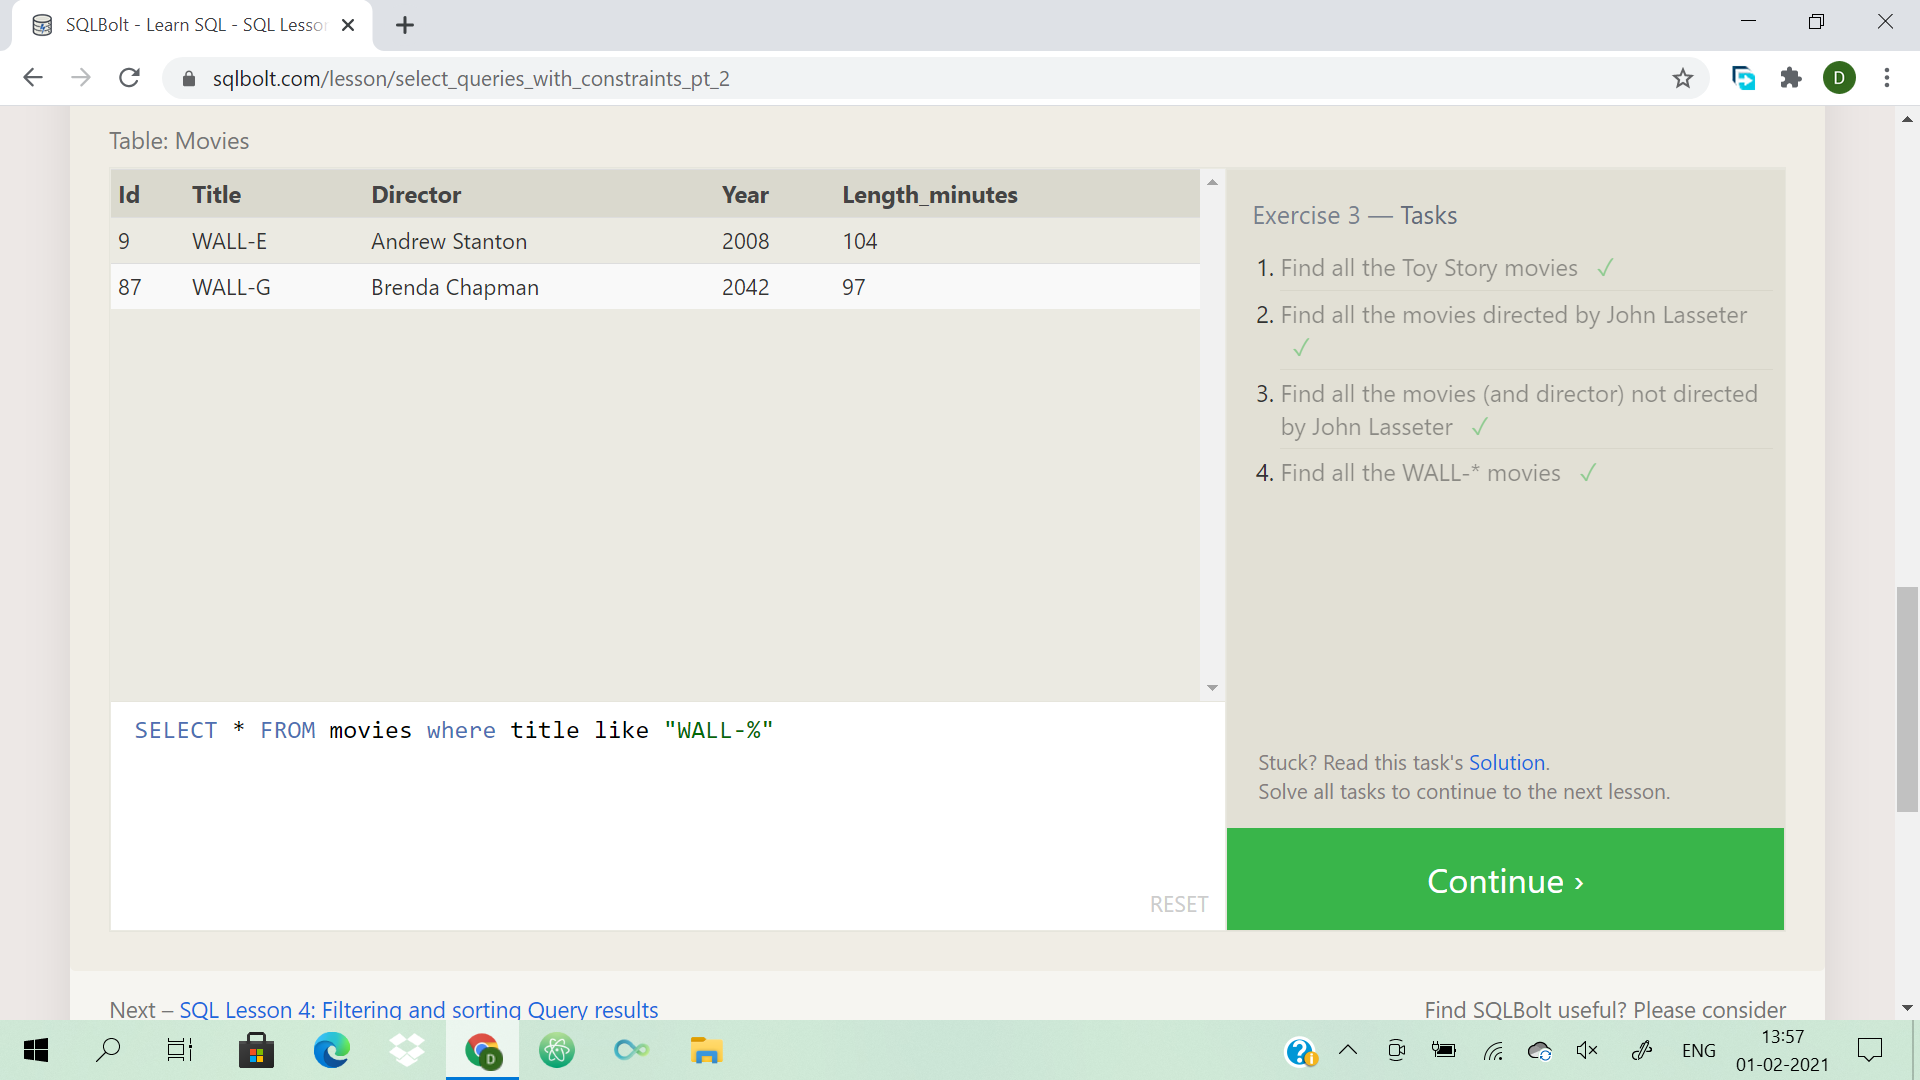 SQLBolt - Learn SQL - SQL Lesso
sqlbolt.com/lesson/select_queries_with_constraints_pt_2
D
Table: Movies
Id Title Director Year Length_minutes
9 WALL-E Andrew Stanton 2008 104
87 WALL-G Brenda Chapman 2042 97
SELECT * FROM movies where title like "WALL-%"
RESET
Exercise 3 — Tasks
1. Find all the Toy Story movies ✓
2. Find all the movies directed by John Lasseter
✓
3. Find all the movies (and director) not directed
by John Lasseter ✓
4. Find all the WALL-* movies ✓
Stuck? Read this task's Solution.
Solve all tasks to continue to the next lesson.
Continue ›
Next – SQL Lesson 4: Filtering and sorting Query results
Find SQLBolt useful? Please consider
D
ENG
13:57
01-02-2021